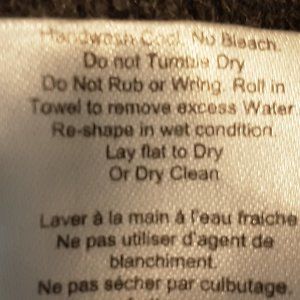 Handwash Cool. No Bleach.
Do not Tumble Dry
Do Not Rub or Wring. Roll in
Towel to remove excess Water.
Re-shape in wet condition.
Lay flat to Dry
Or Dry Clean
Laver à la main à l'eau fraiche
Ne pas utiliser d'agent de
blanchiment.
Ne pas sécher par culbutage.